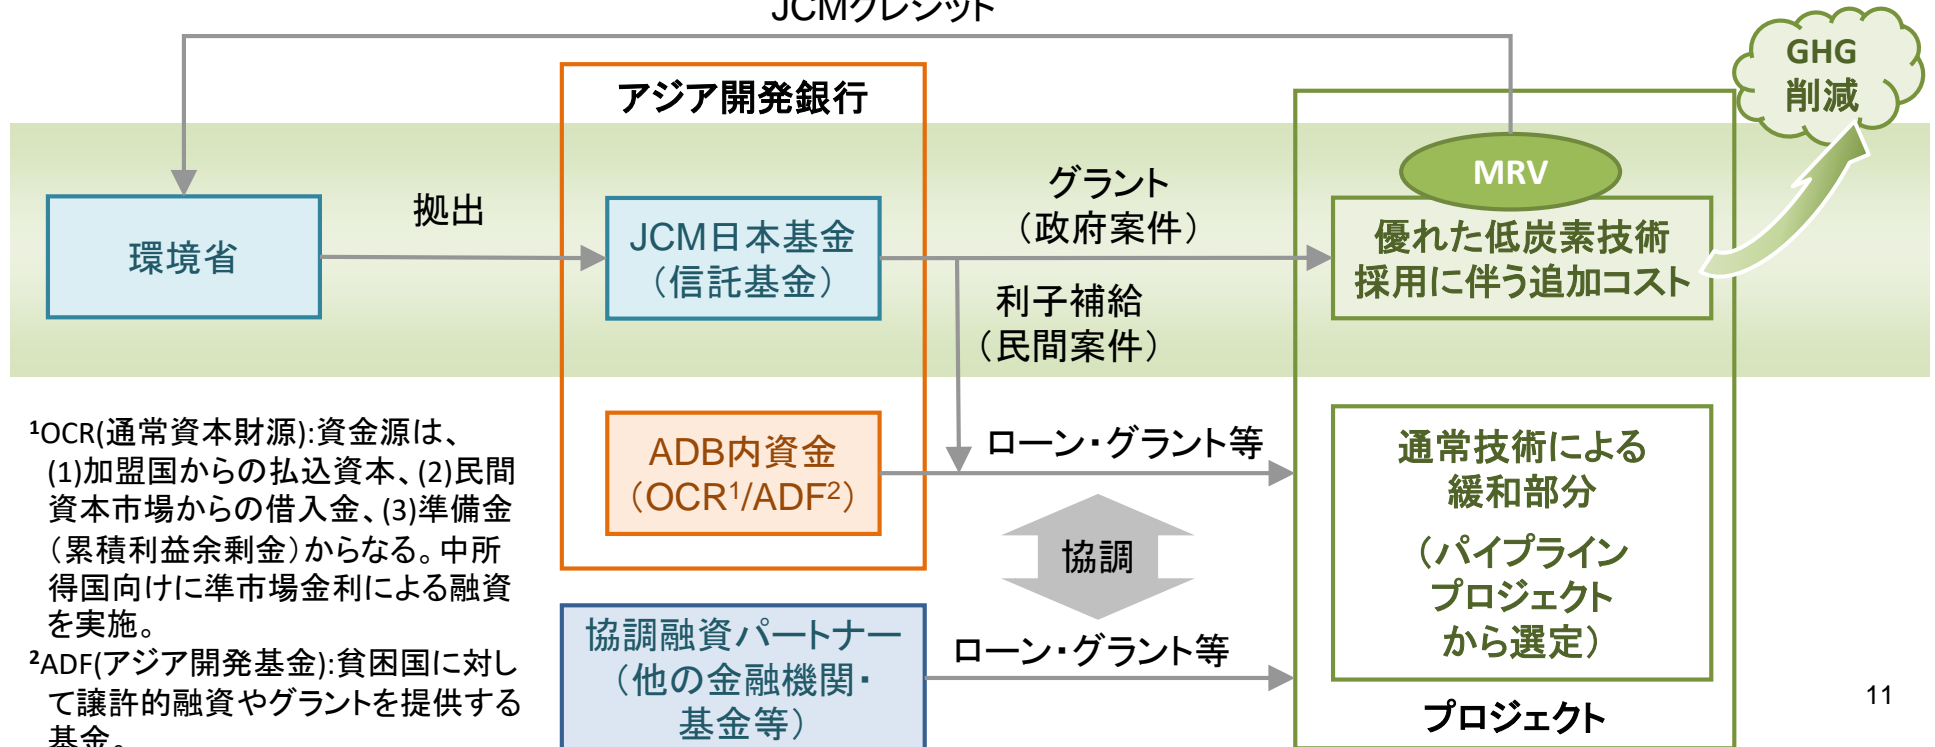 JCMクレジット
GHG
削減
アジア開発銀行
MRV
環境省
拠出
JCM日本基金
（信託基金）
グラント
（政府案件）
優れた低炭素技術
採用に伴う追加コスト
利子補給
（民間案件）
¹OCR(通常資本財源):資金源は、
(1)加盟国からの払込資本、(2)民間
資本市場からの借入金、(3)準備金
（累積利益余剰金）からなる。中所
得国向けに準市場金利による融資
を実施。
²ADF(アジア開発基金):貧困国に対し
て譲許的融資やグラントを提供する
基金。
ADB内資金
（OCR¹/ADF²）
ローン・グラント等
協調
協調融資パートナー
（他の金融機関・
基金等）
ローン・グラント等
通常技術による
緩和部分
（パイプライン
プロジェクト
から選定）
プロジェクト
11